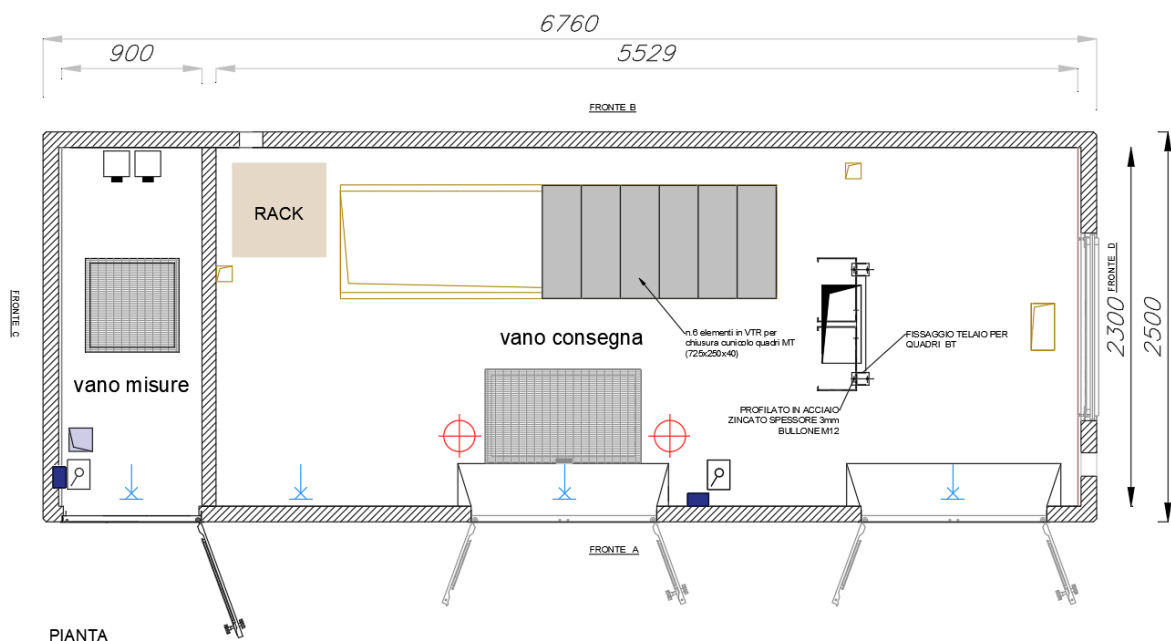 6760
900
5529
FRONTE B
RACK
FRONTE C
FRONTE D
2300
2500
vano consegna
n.6 elementi in VTR per
chiusura cunicolo quadri MT
(725x250x40)
FISSAGGIO TELAIO PER
QUADRI BT
vano misure
PROFILATO IN ACCIAIO
ZINCATO SPESSORE 3mm
BULLONE M12
FRONTE A
PIANTA